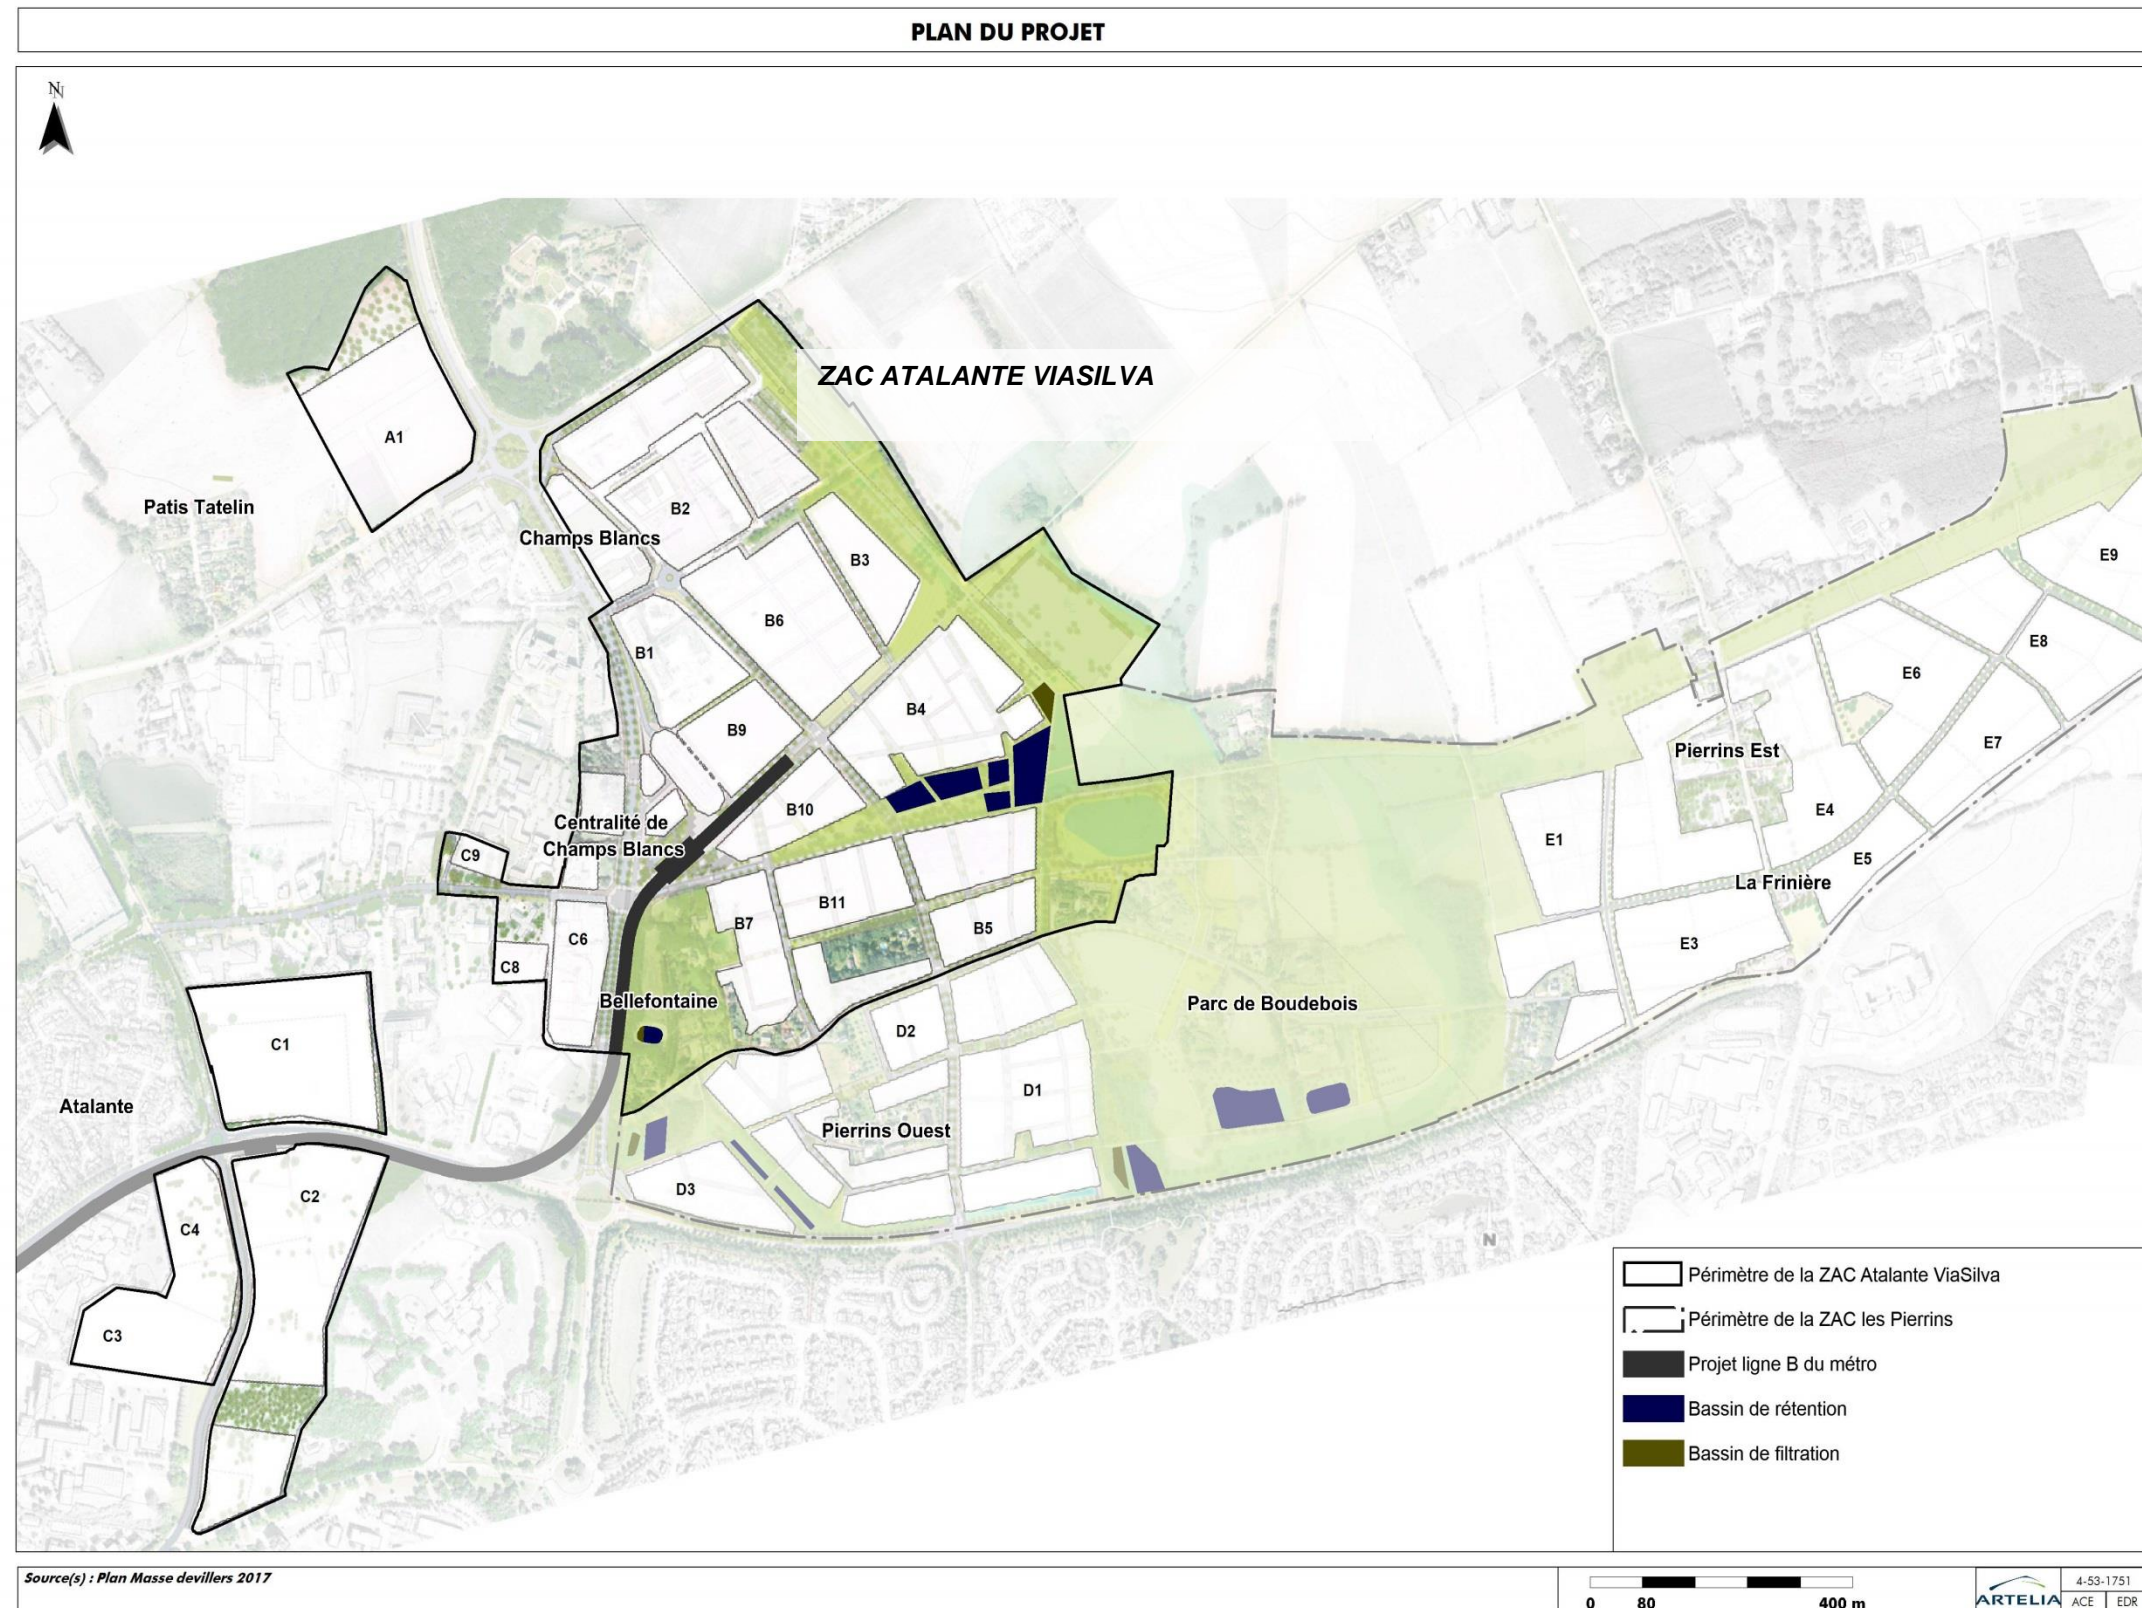 PLAN DU PROJET
N
ZAC ATALANTE VIASILVA
A1
Patis Tatelin
B2
Champs Blancs
B3
E9
B6
E8
B1
E6
B4
B9
E7
Pierrins Est
B10
E4
Centralité de
Champs Blancs
E1
C9
E5
La Frinière
B11
B7
B5
C6
E3
C8
Bellefontaine
Parc de Boudebois
D2
C1
D1
Atalante
Pierrins Ouest
D3
C2
C4
N
C3
Périmètre de la ZAC Atalante ViaSilva
Périmètre de la ZAC les Pierrins
Projet ligne B du métro
Bassin de rétention
Bassin de filtration
Source(s) : Plan Masse devillers 2017
0 80 400 m
ARTELIA
4-53-1751
ACE EDR